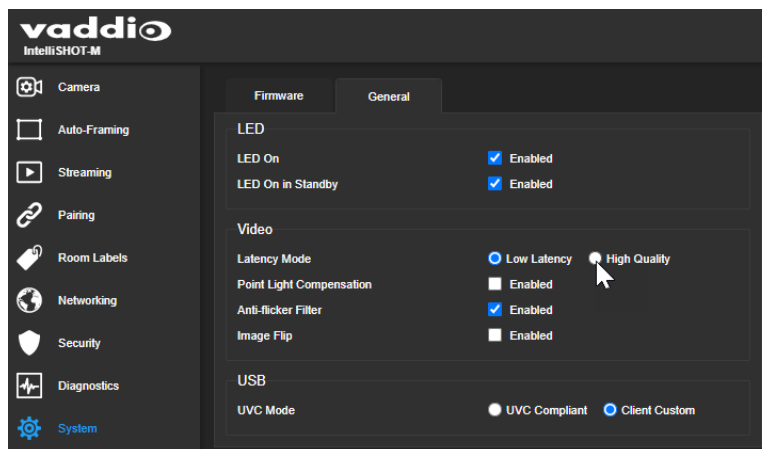 vaddio
IntelliSHOT-M
Camera
Auto-Framing
Streaming
Pairing
Room Labels
Networking
Security
Diagnostics
System
Firmware General
LED
LED On Enabled
LED On in Standby Enabled
Video
Latency Mode Low Latency High Quality
Point Light Compensation Enabled
Anti-flicker Filter Enabled
Image Flip Enabled
USB
UVC Mode UVC Compliant Client Custom